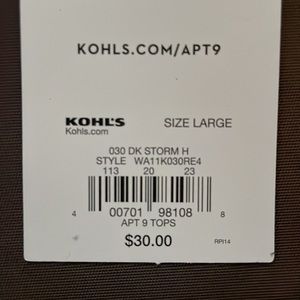 KOHLS.COM/APT9
KOHL'S SIZE LARGE
Kohls.com
030 DK STORM H
STYLE WA11K030RE4
113 20 23
4 00701 98108 8
APT 9 TOPS
$30.00 RPI14